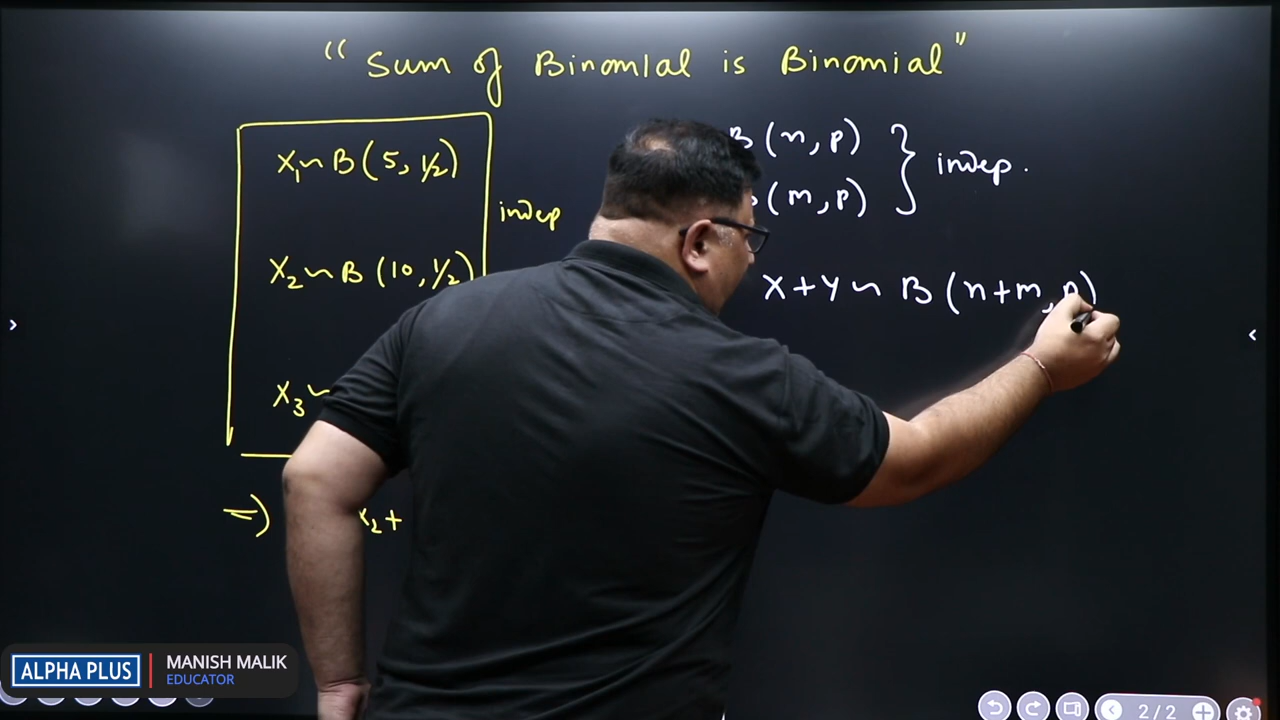 “ Sum of Binomial is Binomial ”
X₁ ~ B (5, 1/2)
indep
X₂ ~ B (10, 1/2)
X₃ ~
=> X₂ +
B (n, p)
(m, p)
} indep.
X + Y ~ B (n+m, p)
ALPHA PLUS | MANISH MALIK
EDUCATOR
2/2